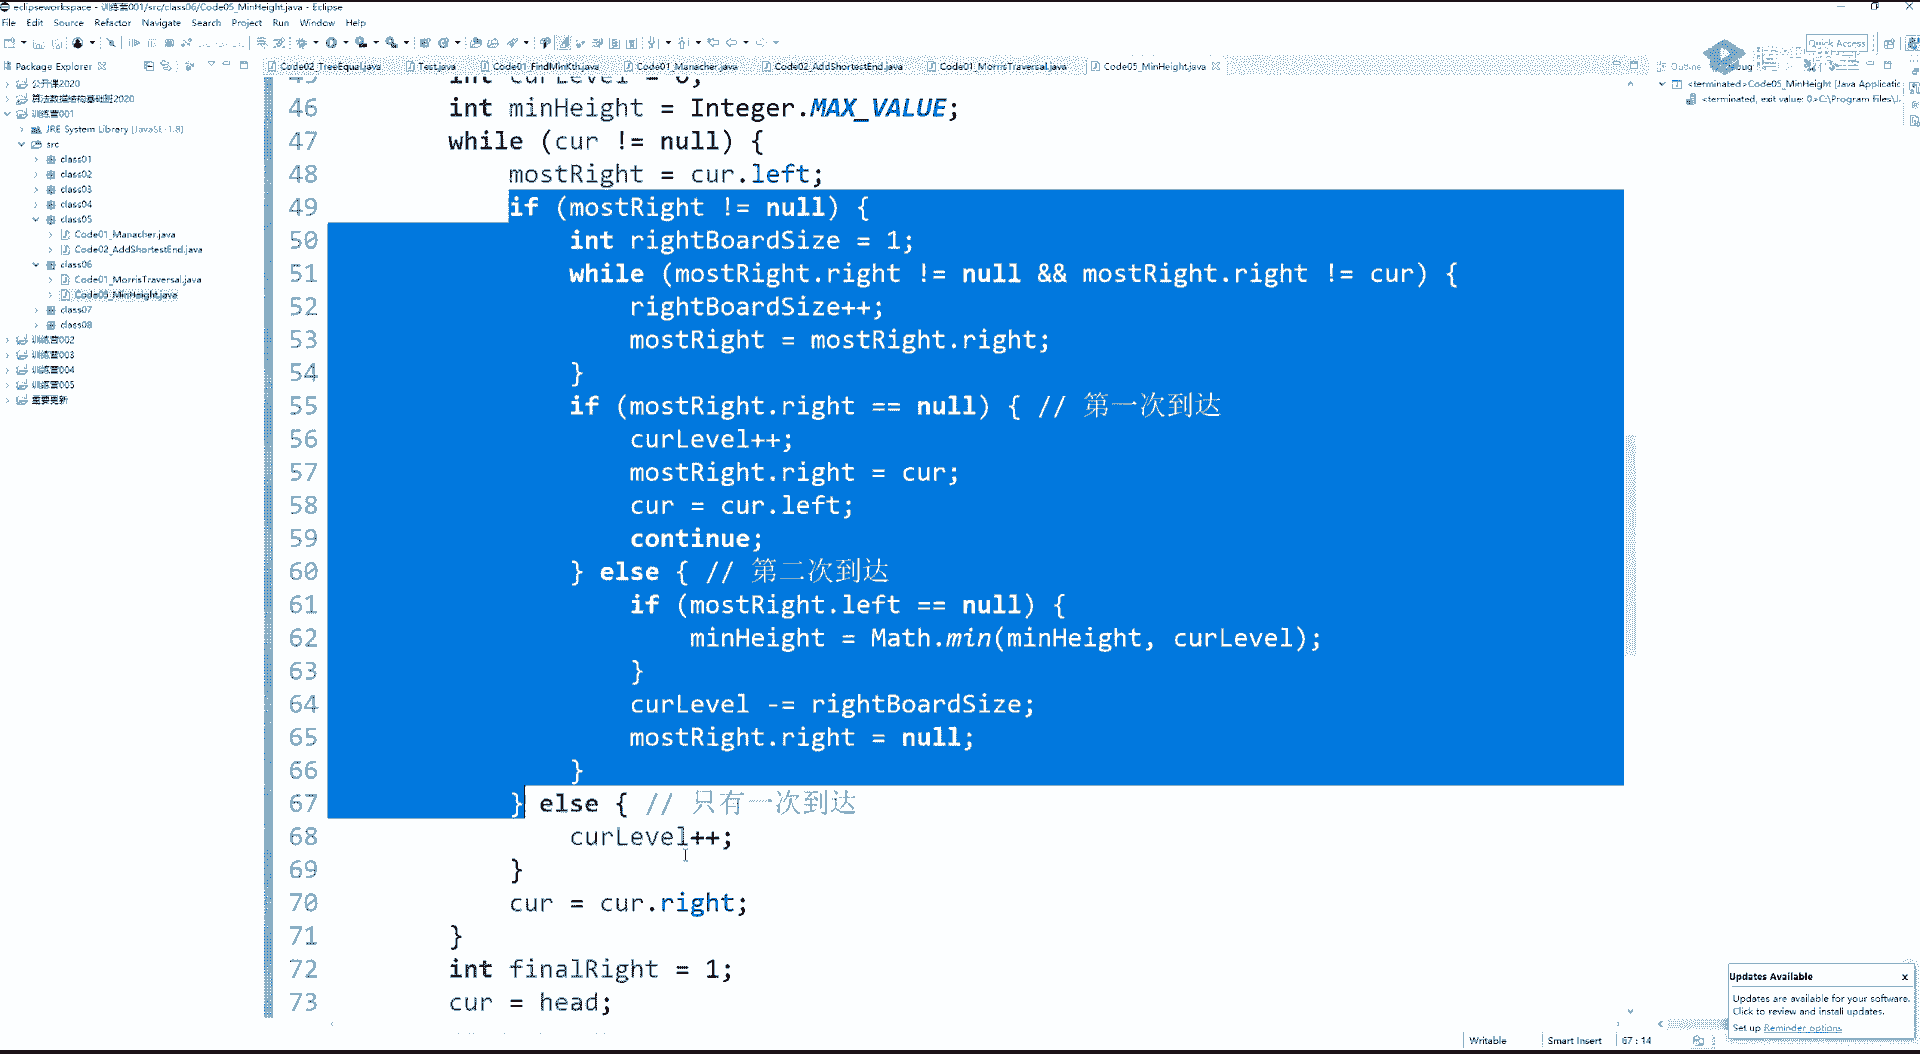 eclipseworkspace - 训练营001/src/class06/Code05_MinHeight.java - Eclipse
File Edit Source Refactor Navigate Search Project Run Window Help
Quick Access
Package Explorer
Code02_TreeEqual.java Test.java Code01_FindMinKth.java Code01_Manacher.java Code02_AddShortestEnd.java Code01_MorrisTraversal.java Code05_MinHeight.java
Outline Debug
公开课2020
算法数据结构基础班2020
训练营001
JRE System Library [JavaSE-1.8]
src
class01
class02
class03
class04
class05
Code01_Manacher.java
Code02_AddShortestEnd.java
class06
Code01_MorrisTraversal.java
Code05_MinHeight.java
class07
class08
训练营002
训练营003
训练营004
训练营005
重要更新
45 int curLevel = 0;
46 int minHeight = Integer.MAX_VALUE;
47 while (cur != null) {
48 mostRight = cur.left;
49 if (mostRight != null) {
50 int rightBoardSize = 1;
51 while (mostRight.right != null && mostRight.right != cur) {
52 rightBoardSize++;
53 mostRight = mostRight.right;
54 }
55 if (mostRight.right == null) { // 第一次到达
56 curLevel++;
57 mostRight.right = cur;
58 cur = cur.left;
59 continue;
60 } else { // 第二次到达
61 if (mostRight.left == null) {
62 minHeight = Math.min(minHeight, curLevel);
63 }
64 curLevel -= rightBoardSize;
65 mostRight.right = null;
66 }
67 } else { // 只有一次到达
68 curLevel++;
69 }
70 cur = cur.right;
71 }
72 int finalRight = 1;
73 cur = head;
<terminated>Code05_MinHeight [Java Applicatic
<terminated, exit value: 0>C:\Program Files\J
Updates Available x
Updates are available for your software.
Click to review and install updates.
Set up Reminder options
Writable Smart Insert 67 : 14